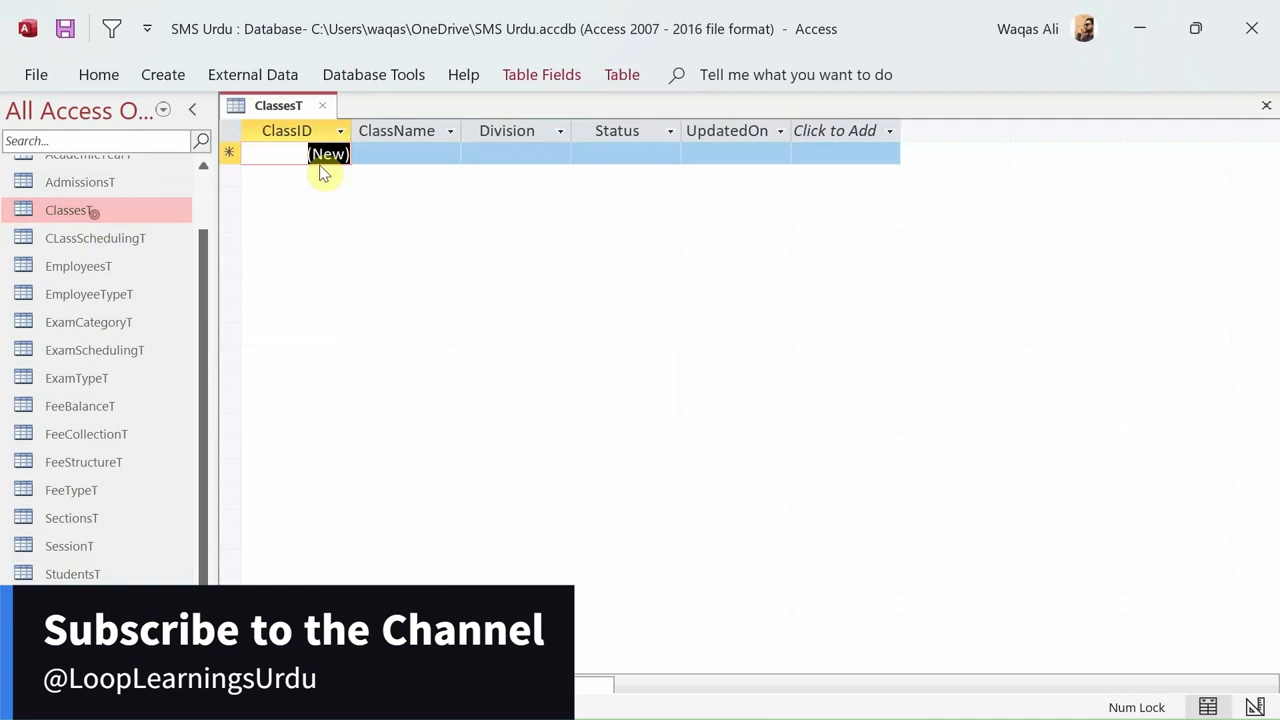 SMS Urdu : Database- C:\Users\waqas\OneDrive\SMS Urdu.accdb (Access 2007 - 2016 file format) - Access
Waqas Ali
File Home Create External Data Database Tools Help Table Fields Table Tell me what you want to do
All Access O...
Search...
AcademicYearT
AdmissionsT
ClassesT
CLassSchedulingT
EmployeesT
EmployeeTypeT
ExamCategoryT
ExamSchedulingT
ExamTypeT
FeeBalanceT
FeeCollectionT
FeeStructureT
FeeTypeT
SectionsT
SessionT
StudentsT
ClassesT
ClassID ClassName Division Status UpdatedOn Click to Add
(New)
Subscribe to the Channel
@LoopLearningsUrdu
Num Lock